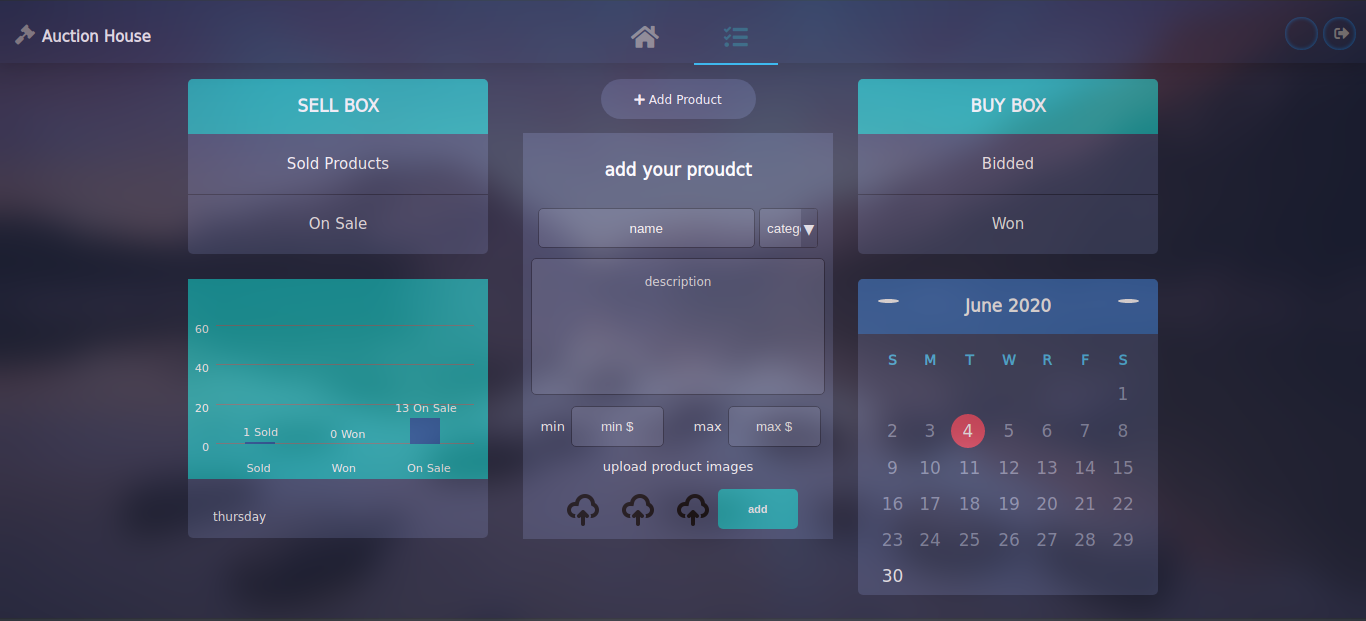 Auction House
SELL BOX
Sold Products
On Sale
60
40
20
0
1 Sold
0 Won
13 On Sale
Sold Won On Sale
thursday
+ Add Product
add your proudct
name categ
description
min min $ max max $
upload product images
add
BUY BOX
Bidded
Won
June 2020
S M T W R F S
1
2 3 4 5 6 7 8
9 10 11 12 13 14 15
16 17 18 19 20 21 22
23 24 25 26 27 28 29
30